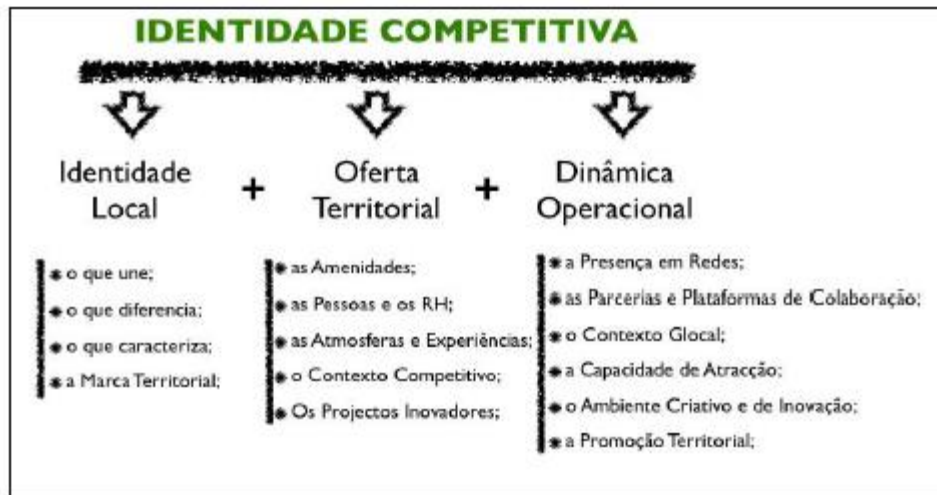 IDENTIDADE COMPETITIVA
Identidade
Local
+
Oferta
Territorial
+
Dinâmica
Operacional
o que une;
o que diferencia;
o que caracteriza;
a Marca Territorial;
as Amenidades;
as Pessoas e os RH;
as Atmosferas e Experiências;
o Contexto Competitivo;
Os Projectos Inovadores;
a Presença em Redes;
as Parcerias e Plataformas de Colaboração;
o Contexto Glocal;
a Capacidade de Atracção;
o Ambiente Criativo e de Inovação;
a Promoção Territorial;